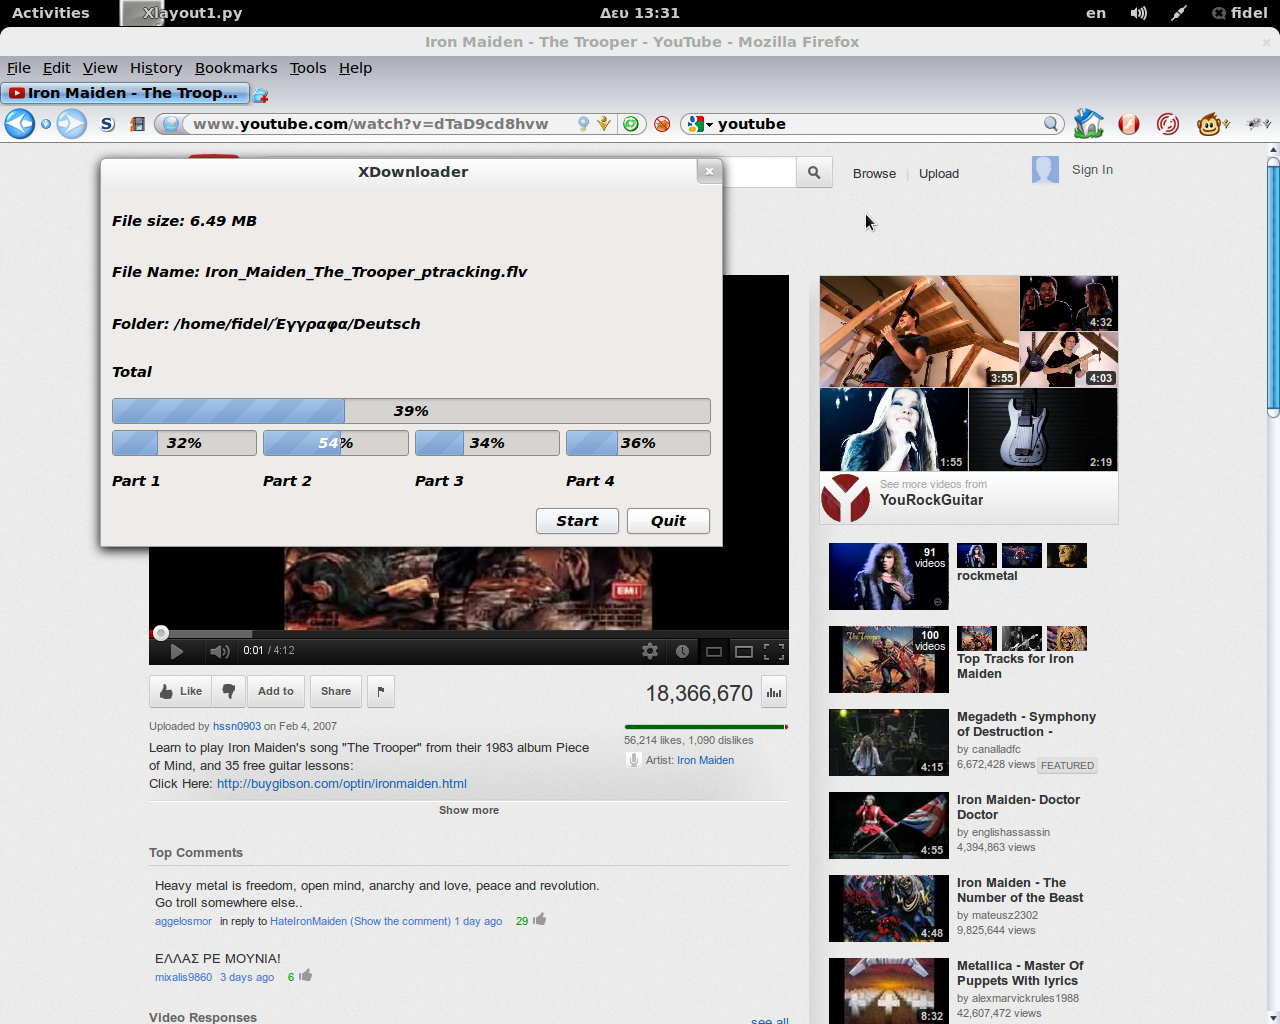 Activities
Xlayout1.py
Δευ 13:31
en
fidel
Iron Maiden - The Trooper - YouTube - Mozilla Firefox
File Edit View History Bookmarks Tools Help
Iron Maiden - The Troop...
www.youtube.com/watch?v=dTaD9cd8hvw
youtube
Browse | Upload
Sign In
XDownloader
File size: 6.49 MB
File Name: Iron_Maiden_The_Trooper_ptracking.flv
Folder: /home/fidel/Έγγραφα/Deutsch
Total
39%
32% 54% 34% 36%
Part 1 Part 2 Part 3 Part 4
Start Quit
EMI
0:01 / 4:12
Like
Add to
Share
18,366,670
Uploaded by hssn0903 on Feb 4, 2007
56,214 likes, 1,090 dislikes
Artist: Iron Maiden
Learn to play Iron Maiden's song "The Trooper" from their 1983 album Piece
of Mind, and 35 free guitar lessons:
Click Here: http://buygibson.com/optin/ironmaiden.html
Show more
Top Comments
Heavy metal is freedom, open mind, anarchy and love, peace and revolution.
Go troll somewhere else..
aggelosmor in reply to HateIronMaiden (Show the comment) 1 day ago 29
ΕΛΛΑΣ ΡΕ ΜΟΥΝΙΑ!
mixalis9860 3 days ago 6
Video Responses
see all
4:32
3:55
4:03
1:55
2:19
See more videos from
YouRockGuitar
91
videos
rockmetal
The Trooper
100
videos
Top Tracks for Iron
Maiden
4:15
Megadeth - Symphony
of Destruction -
by canalladfc
6,672,428 views FEATURED
4:55
Iron Maiden- Doctor
Doctor
by englishassassin
4,394,863 views
4:48
Iron Maiden - The
Number of the Beast
by mateusz2302
9,825,644 views
8:32
Metallica - Master Of
Puppets With lyrics
by alexmarvickrules1988
42,607,472 views